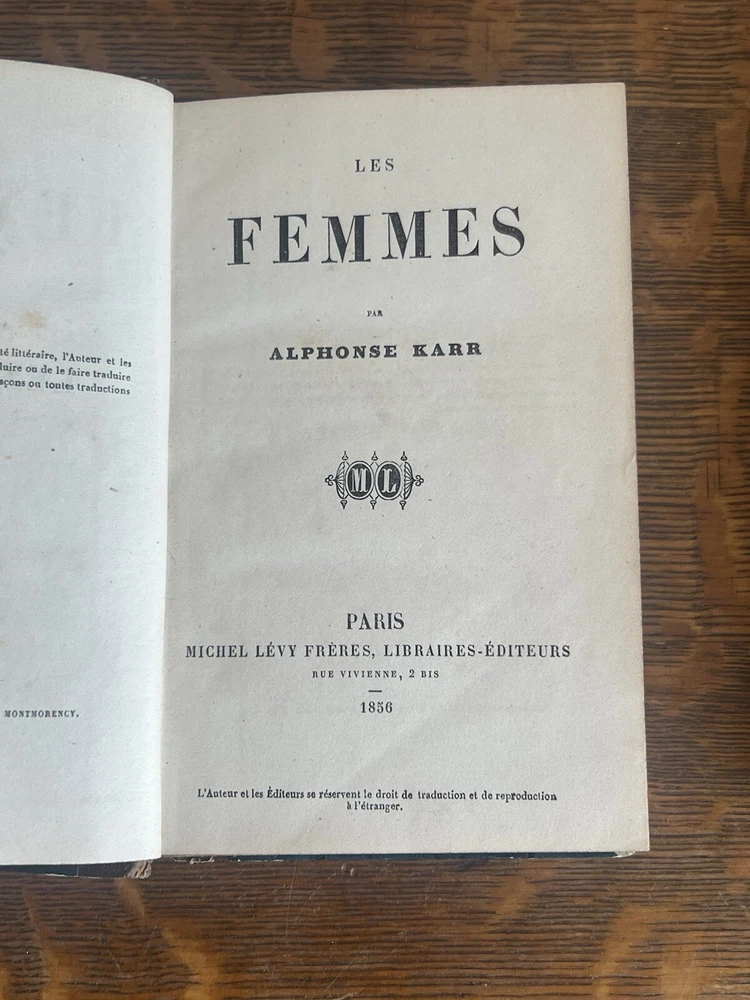 té littéraire, l'Auteur et les
duire ou de le faire traduire
açons ou toutes traductions
MONTMORENCY.
LES
FEMMES
PAR
ALPHONSE KARR
ML
PARIS
MICHEL LÉVY FRÈRES, LIBRAIRES-ÉDITEURS
RUE VIVIENNE, 2 BIS
1856
L'Auteur et les Éditeurs se réservent le droit de traduction et de reproduction
à l'étranger.